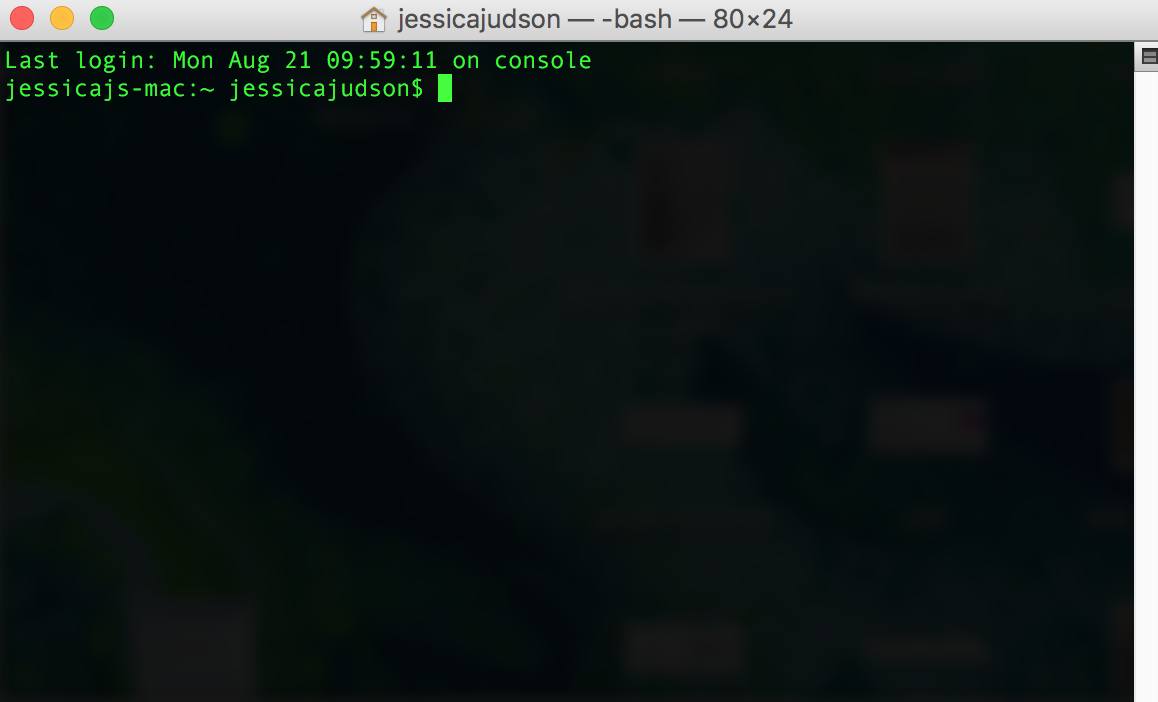 jessicajudson — -bash — 80×24
Last login: Mon Aug 21 09:59:11 on console
jessicajs-mac:~ jessicajudson$